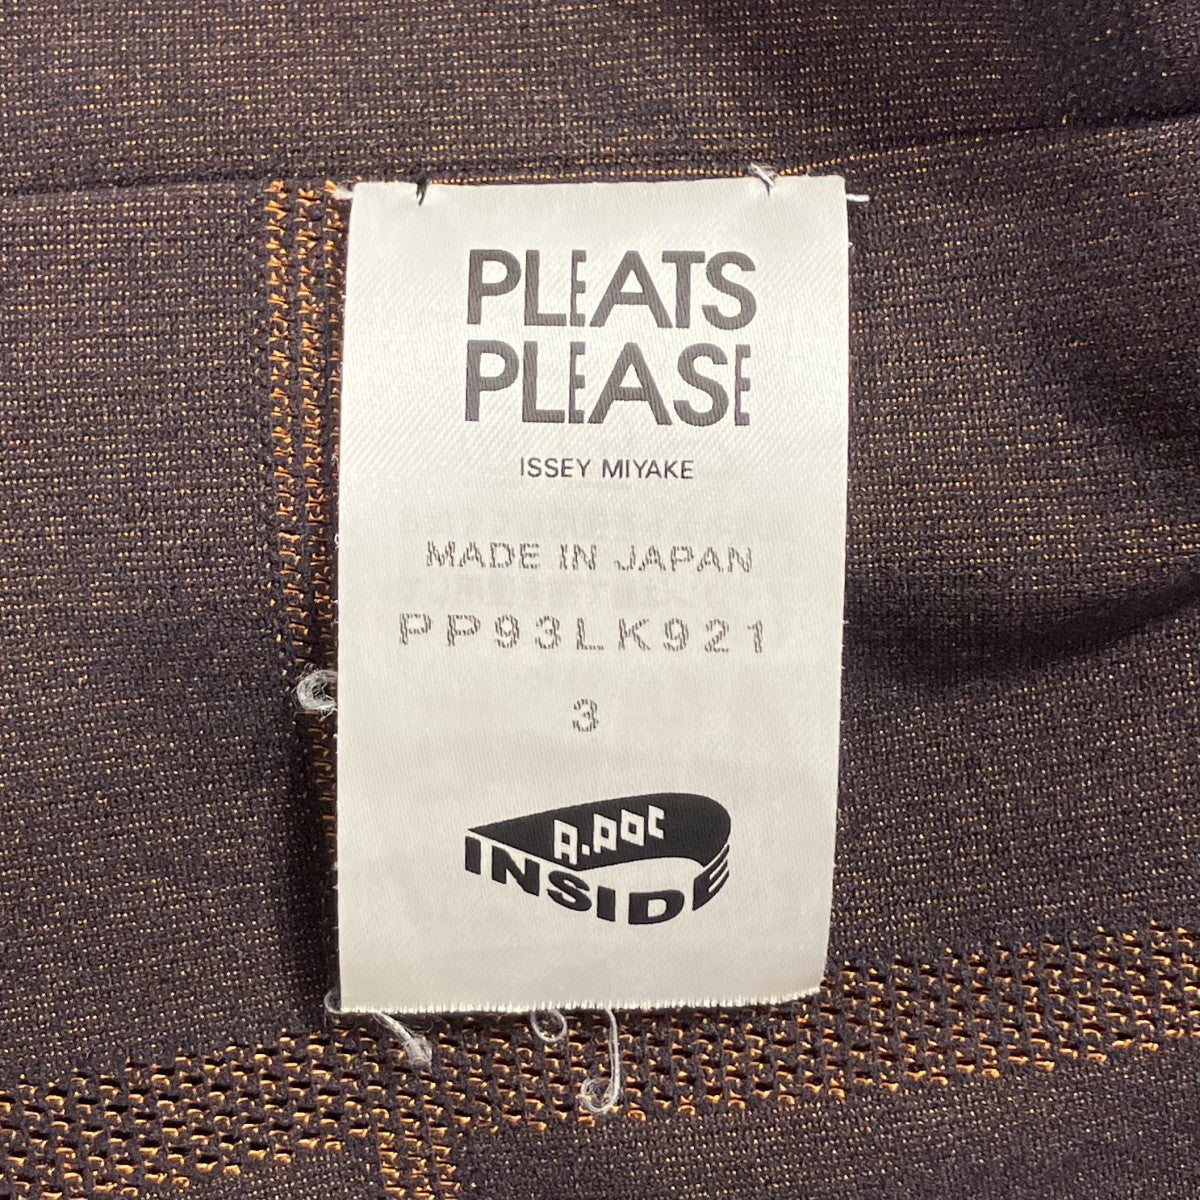 PLEATS
PLEASE
ISSEY MIYAKE
MADE IN JAPAN
PP93LK921
3
A.POC
INSIDE